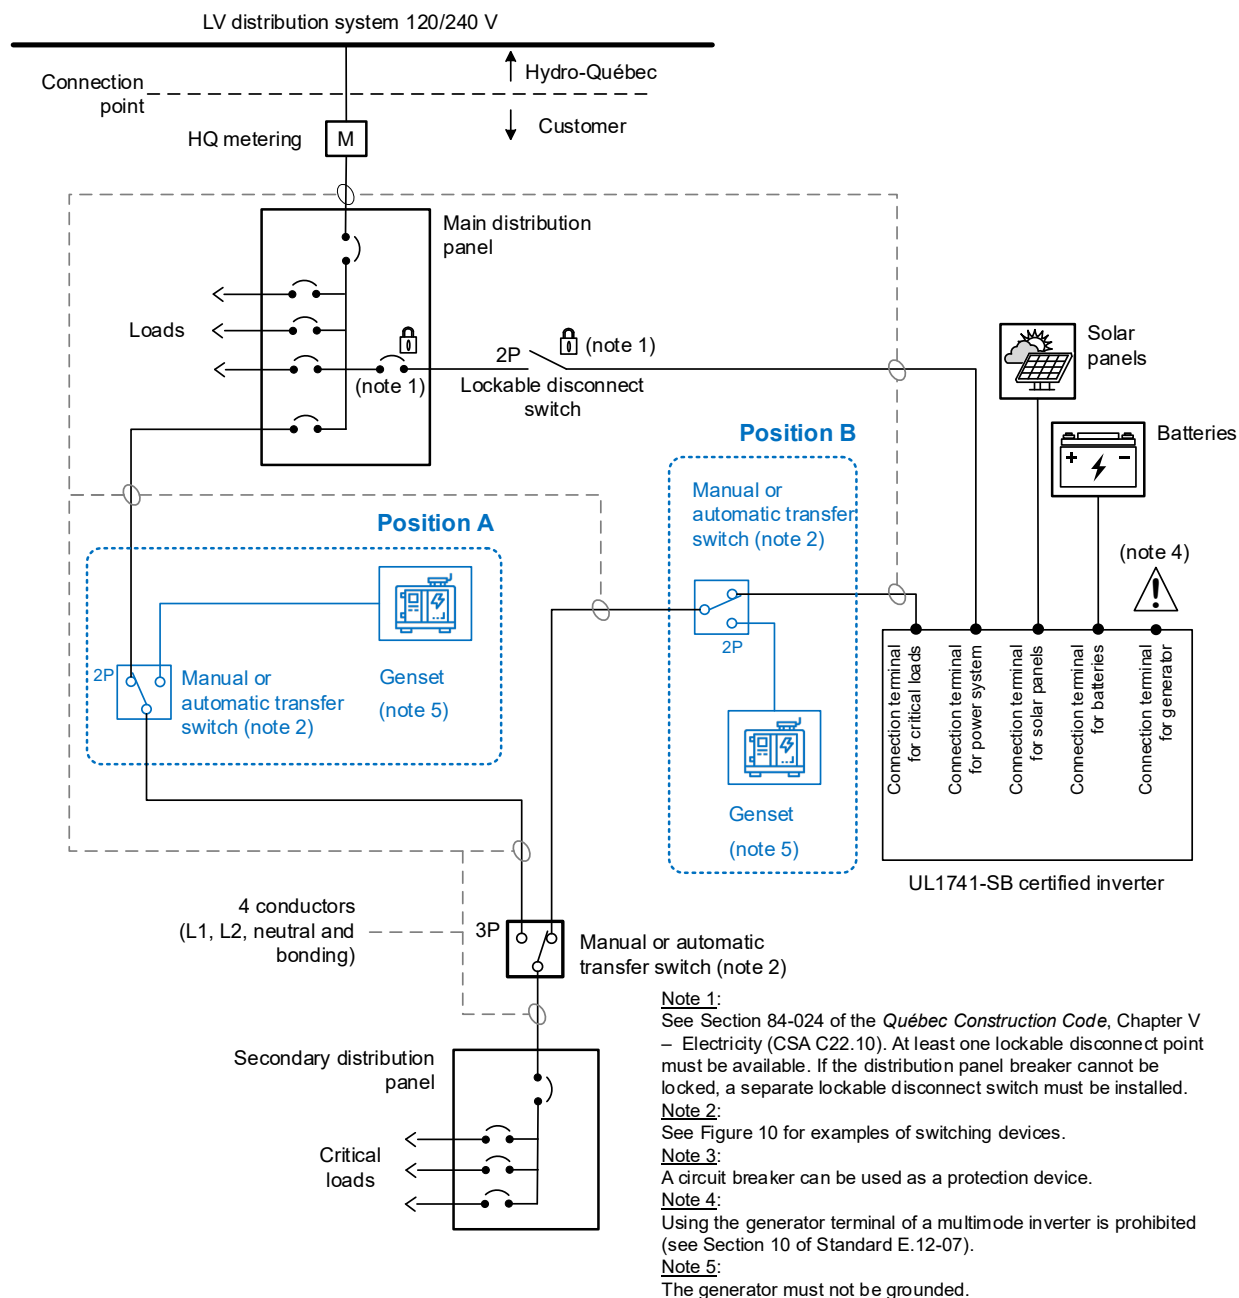 LV distribution system 120/240 V
Hydro-Québec
Connection
point
Customer
HQ metering
M
Main distribution
panel
Loads
(note 1)
2P
(note 1)
Lockable disconnect
switch
Solar
panels
Batteries
+
–
(note 4)
!
Position A
2P
Manual or
automatic transfer
switch (note 2)
Genset
(note 5)
Position B
Manual or
automatic transfer
switch (note 2)
2P
Genset
(note 5)
Connection terminal
for critical loads
Connection terminal
for power system
Connection terminal
for solar panels
Connection terminal
for batteries
Connection terminal
for generator
UL1741-SB certified inverter
4 conductors
(L1, L2, neutral and
bonding)
3P
Manual or automatic
transfer switch (note 2)
Secondary distribution
panel
Critical
loads
Note 1:
See Section 84-024 of the Québec Construction Code, Chapter V
– Electricity (CSA C22.10). At least one lockable disconnect point
must be available. If the distribution panel breaker cannot be
locked, a separate lockable disconnect switch must be installed.
Note 2:
See Figure 10 for examples of switching devices.
Note 3:
A circuit breaker can be used as a protection device.
Note 4:
Using the generator terminal of a multimode inverter is prohibited
(see Section 10 of Standard E.12-07).
Note 5:
The generator must not be grounded.